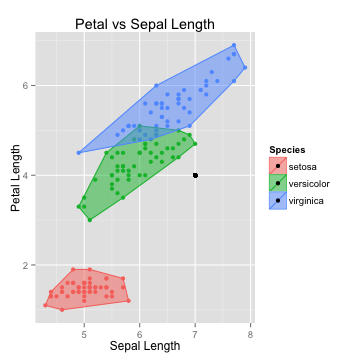 Petal vs Sepal Length
Petal Length
6
4
2
5
6
7
8
Sepal Length
Species
setosa
versicolor
virginica